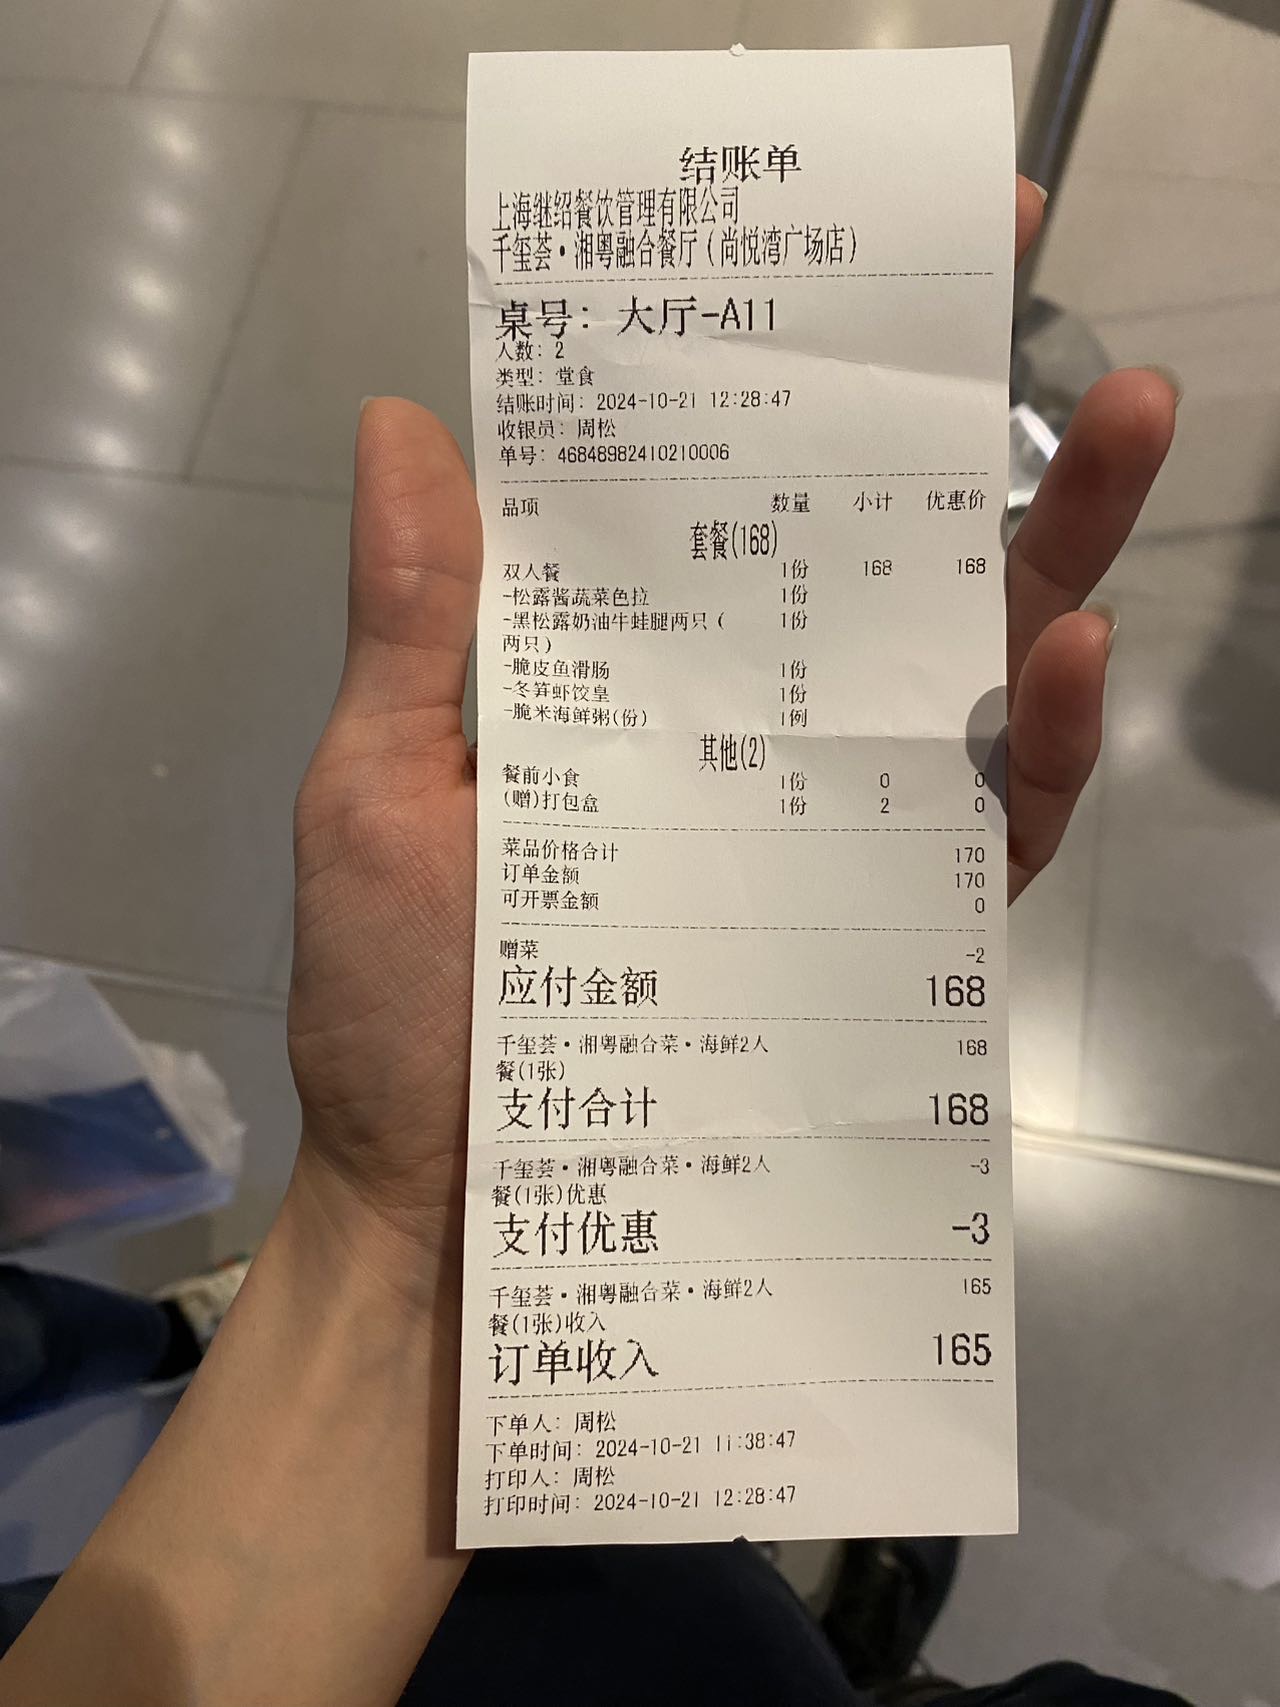 结账单
上海继绍餐饮管理有限公司
千玺荟·湘粤融合餐厅(尚悦湾广场店)
桌号: 大厅-A11
人数: 2
类型: 堂食
结账时间: 2024-10-21 12:28:47
收银员: 周松
单号: 46848982410210006
品项 数量 小计 优惠价
套餐(168)
双人餐 1份 168 168
-松露酱蔬菜色拉 1份
-黑松露奶油牛蛙腿两只( 1份
两只)
-脆皮鱼滑肠 1份
-冬笋虾饺皇 1份
-脆米海鲜粥(份) 1例
其他(2)
餐前小食 1份 0 0
(赠)打包盒 1份 2 0
菜品价格合计 170
订单金额 170
可开票金额 0
赠菜 -2
应付金额 168
千玺荟·湘粤融合菜·海鲜2人 168
餐(1张)
支付合计 168
千玺荟·湘粤融合菜·海鲜2人 -3
餐(1张)优惠
支付优惠 -3
千玺荟·湘粤融合菜·海鲜2人 165
餐(1张)收入
订单收入 165
下单人: 周松
下单时间: 2024-10-21 11:38:47
打印人: 周松
打印时间: 2024-10-21 12:28:47